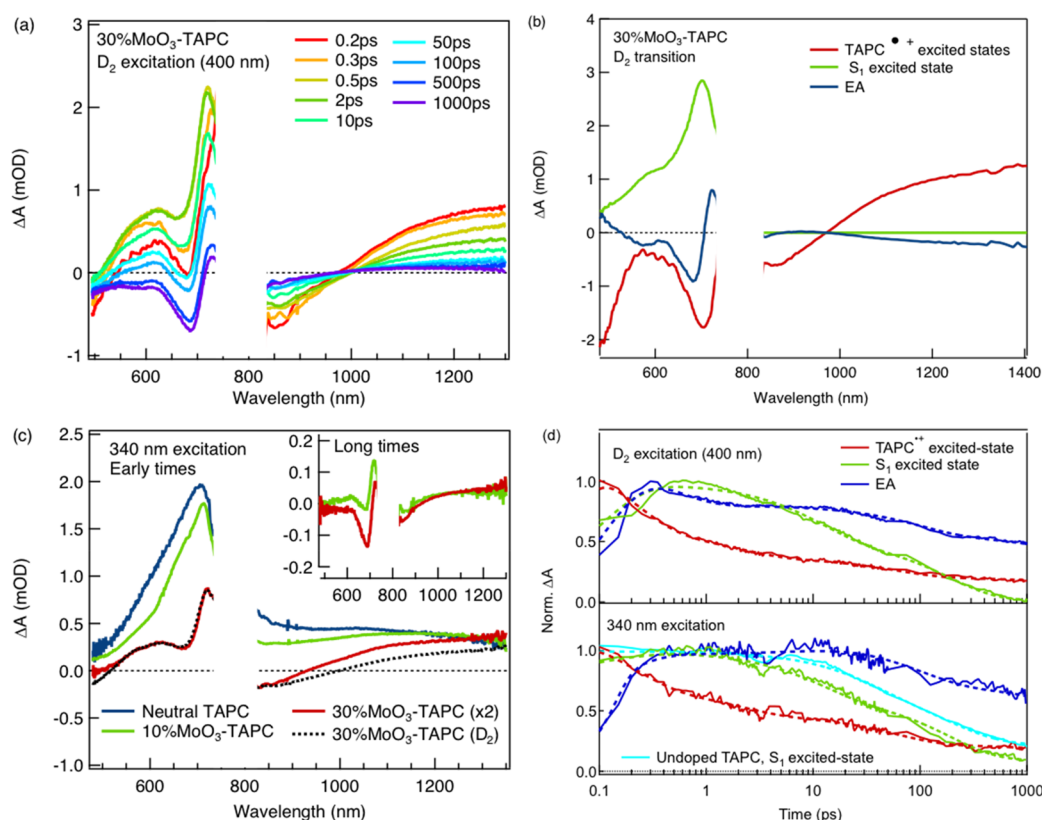 (a)
3
2
1
0
-1
ΔA (mOD)
30%MoO₃-TAPC
D₂ excitation (400 nm)
0.2ps
0.3ps
0.5ps
2ps
10ps
50ps
100ps
500ps
1000ps
600
800
1000
1200
Wavelength (nm)
(b)
4
3
2
1
0
-1
-2
ΔA (mOD)
30%MoO₃-TAPC
D₂ transition
TAPC•+ excited states
S₁ excited state
EA
600
800
1000
1200
1400
Wavelength (nm)
(c)
2.5
2.0
1.5
1.0
0.5
0.0
-0.5
-1.0
ΔA (mOD)
340 nm excitation
Early times
Long times
0.2
0.1
0.0
-0.1
-0.2
500
700
900
1100
1300
Neutral TAPC
10%MoO₃-TAPC
30%MoO₃-TAPC (x2)
30%MoO₃-TAPC (D₂)
600
800
1000
1200
Wavelength (nm)
(d)
Norm. ΔA
D₂ excitation (400 nm)
TAPC•+ excited-state
S₁ excited state
EA
1.0
0.5
0.0
340 nm excitation
1.0
0.5
0.0
Undoped TAPC, S₁ excited-state
0.1
1
10
100
1000
Time (ps)